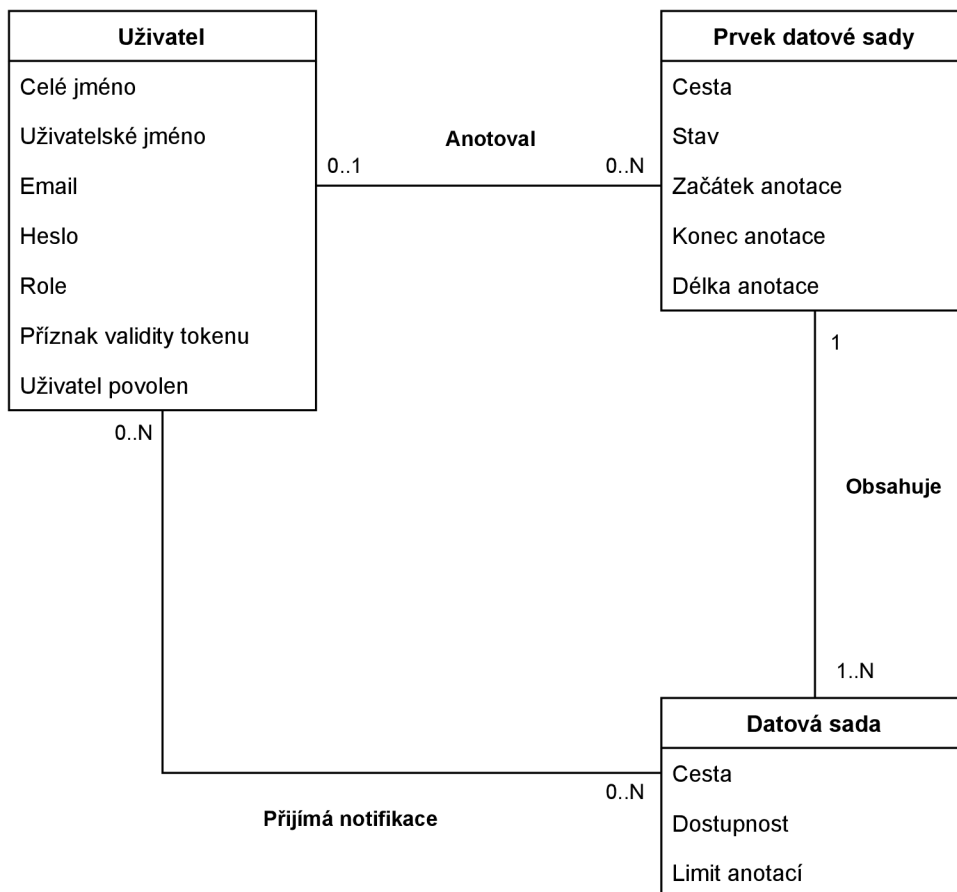 Uživatel
Celé jméno
Uživatelské jméno
Email
Heslo
Role
Příznak validity tokenu
Uživatel povolen
Anotoval
0..1
0..N
Prvek datové sady
Cesta
Stav
Začátek anotace
Konec anotace
Délka anotace
1
Obsahuje
1..N
0..N
Přijímá notifikace
0..N
Datová sada
Cesta
Dostupnost
Limit anotací